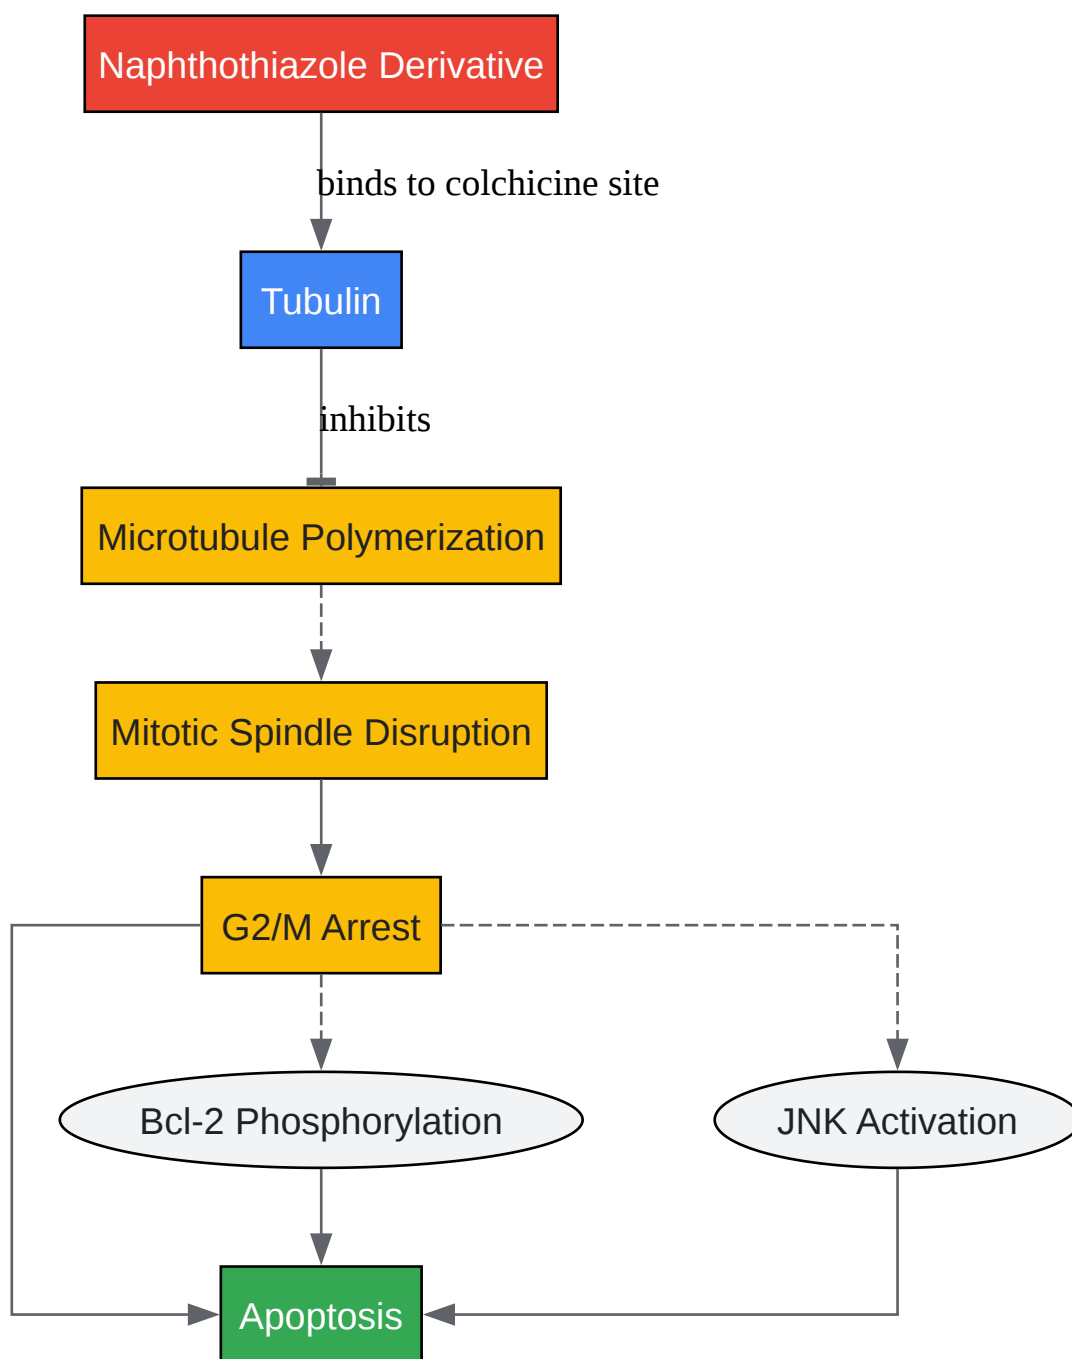 Naphthothiazole Derivative
binds to colchicine site
Tubulin
inhibits
Microtubule Polymerization
Mitotic Spindle Disruption
G2/M Arrest
Bcl-2 Phosphorylation
JNK Activation
Apoptosis